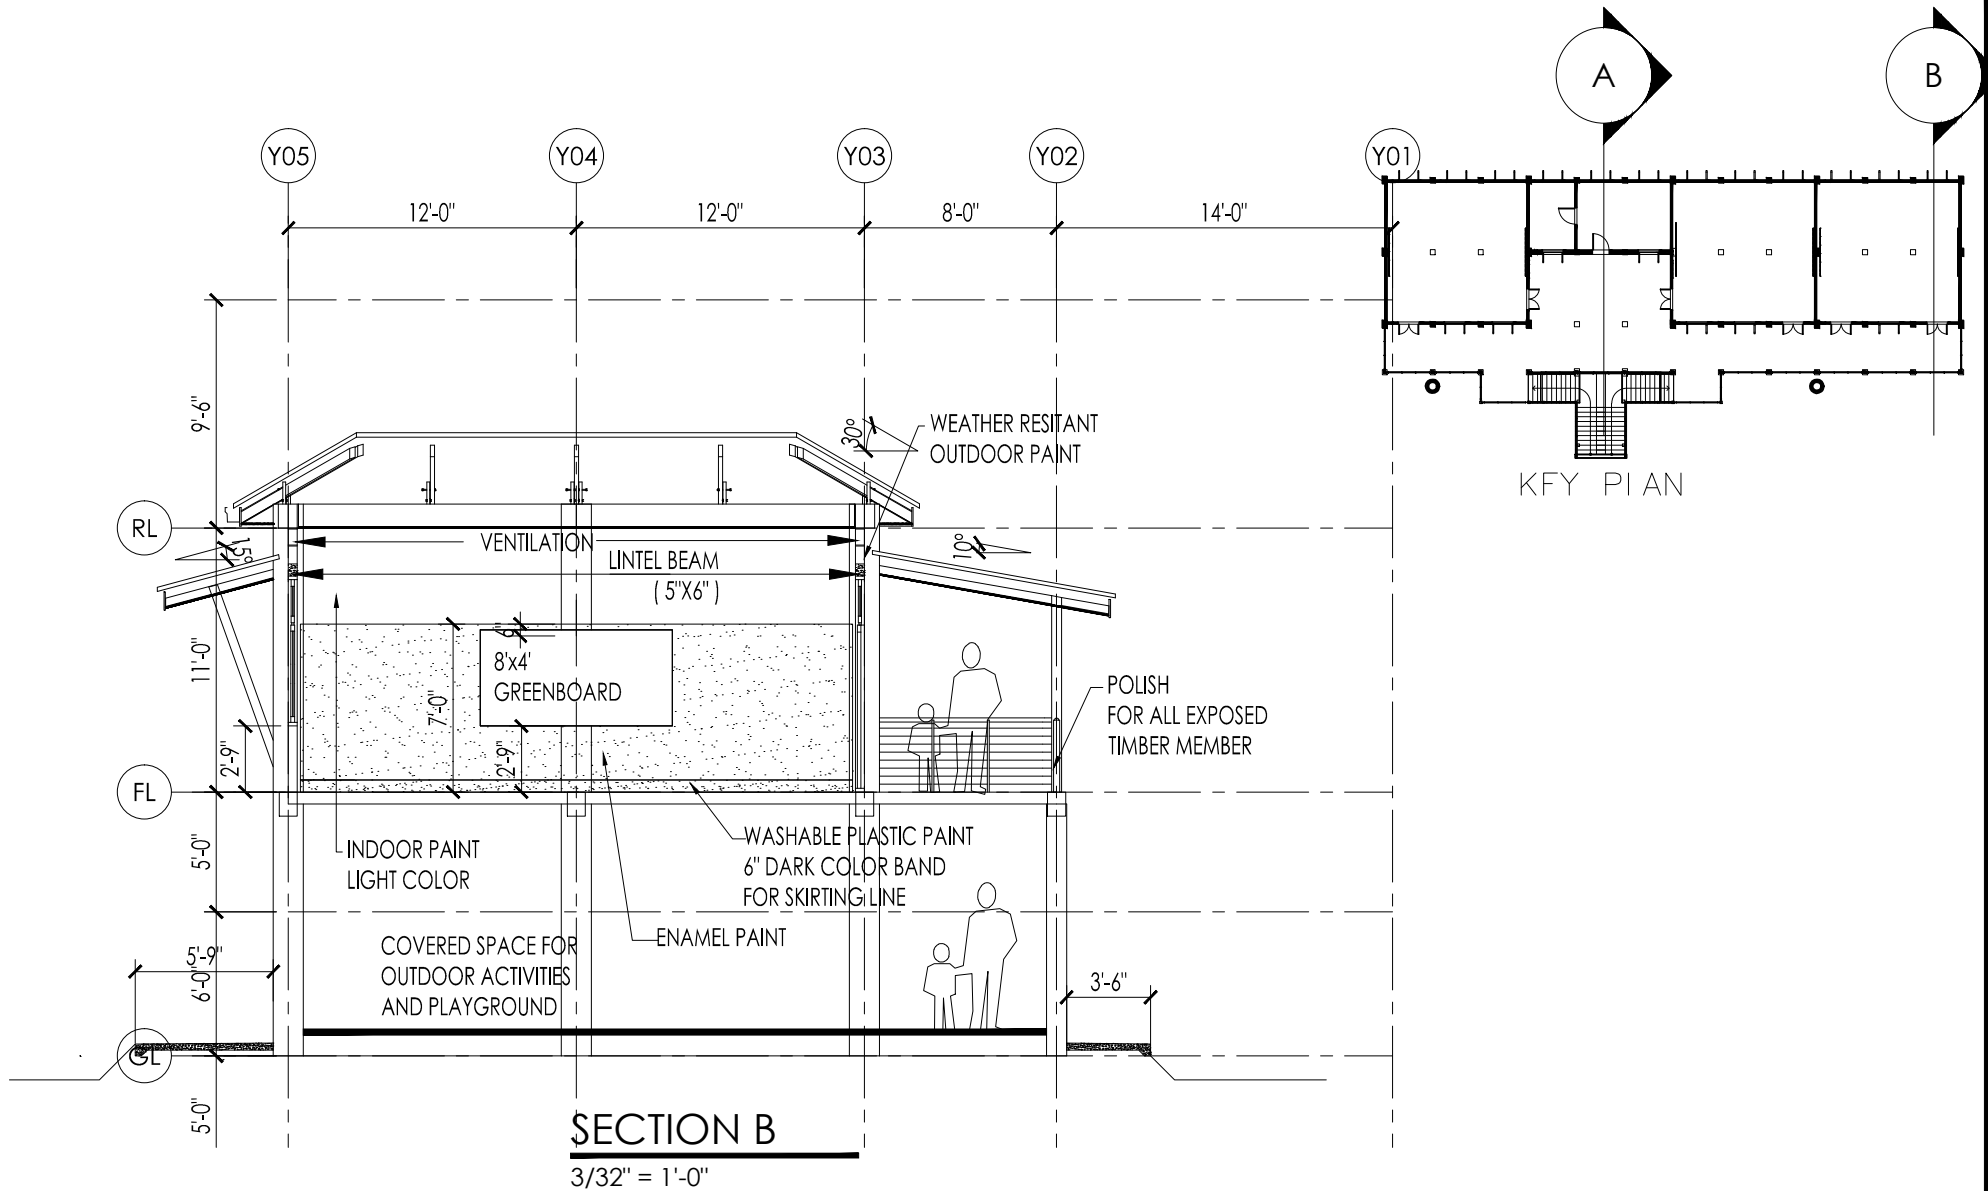 A
B
Y05
Y04
Y03
Y02
Y01
12'-0"
12'-0"
8'-0"
14'-0"
9'-6"
30°
WEATHER RESITANT
OUTDOOR PAINT
KEY PLAN
RL
VENTILATION
15°
10°
LINTEL BEAM
( 5"X6" )
11'-0"
6"
8'x4'
GREENBOARD
7'-0"
POLISH
FOR ALL EXPOSED
TIMBER MEMBER
2'-9"
2'-9"
FL
5'-0"
INDOOR PAINT
LIGHT COLOR
WASHABLE PLASTIC PAINT
6" DARK COLOR BAND
FOR SKIRTING LINE
ENAMEL PAINT
COVERED SPACE FOR
OUTDOOR ACTIVITIES
AND PLAYGROUND
5'-9"
6'-0"
3'-6"
GL
5'-0"
SECTION B
3/32" = 1'-0"